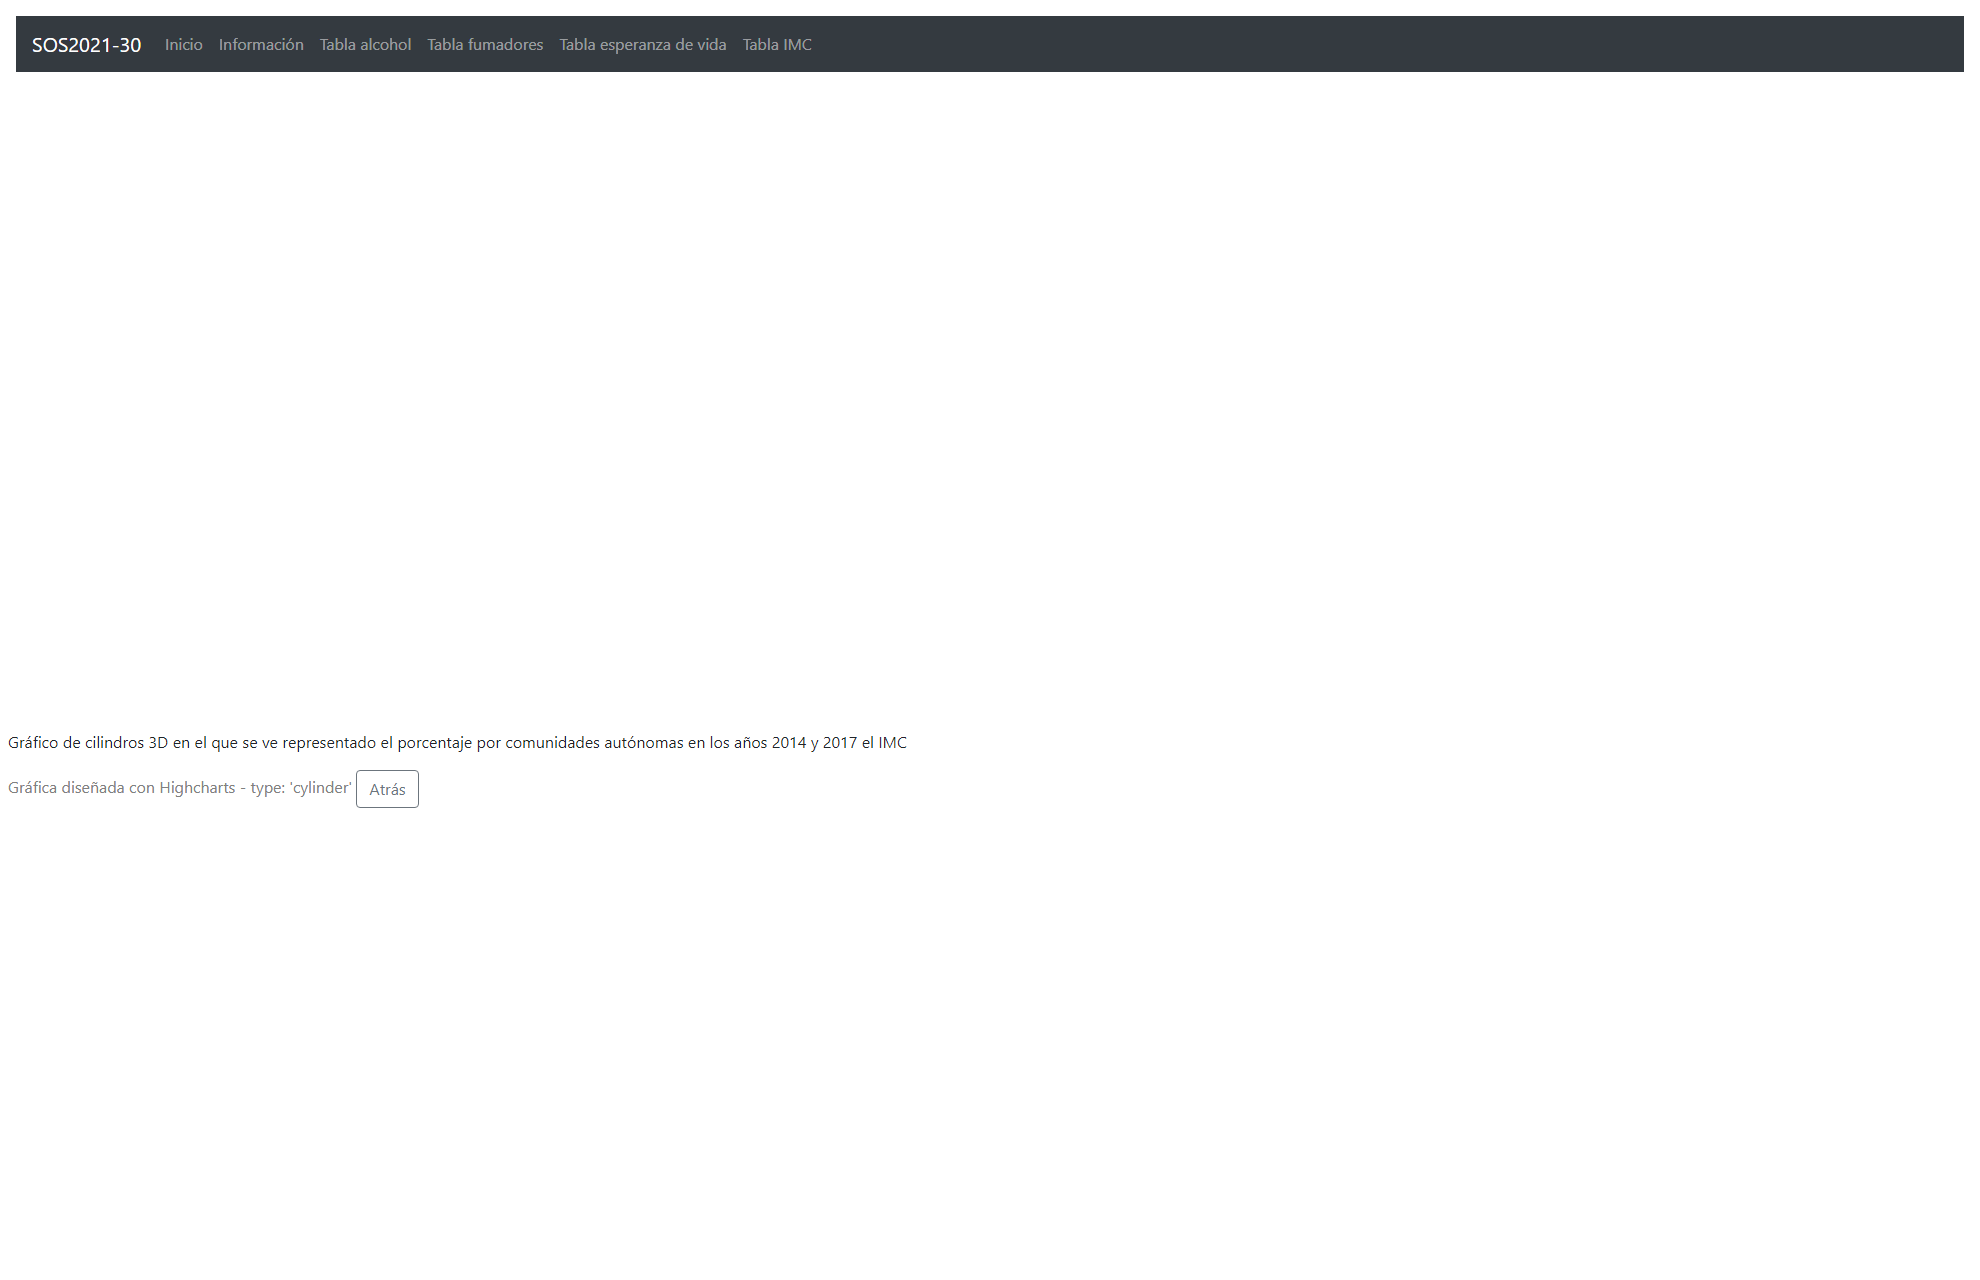 SOS2021-30 Inicio Información Tabla alcohol Tabla fumadores Tabla esperanza de vida Tabla IMC
Gráfico de cilindros 3D en el que se ve representado el porcentaje por comunidades autónomas en los años 2014 y 2017 el IMC
Gráfica diseñada con Highcharts - type: 'cylinder' Atrás